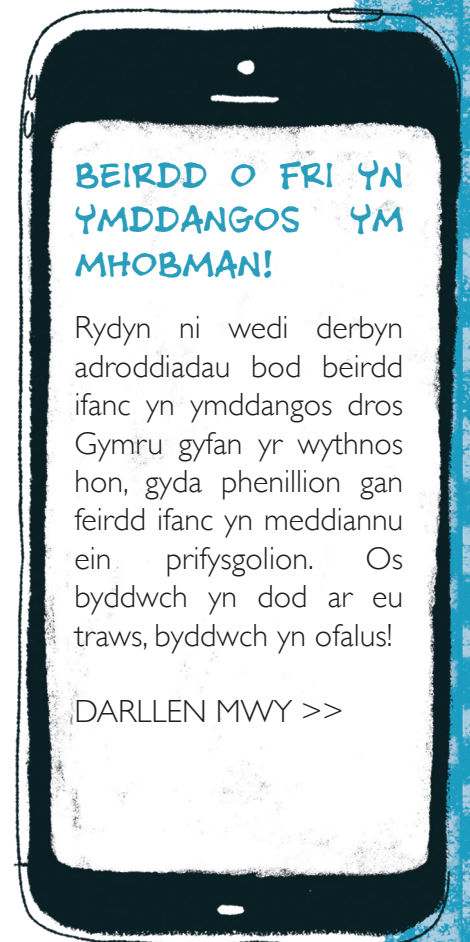 BEIRDD O FRI YN
YMDDANGOS YM
MHOBMAN!
Rydyn ni wedi derbyn
adroddiadau bod beirdd
ifanc yn ymddangos dros
Gymru gyfan yr wythnos
hon, gyda phenillion gan
feirdd ifanc yn meddiannu
ein prifysgolion. Os
byddwch yn dod ar eu
traws, byddwch yn ofalus!
DARLLEN MWY >>